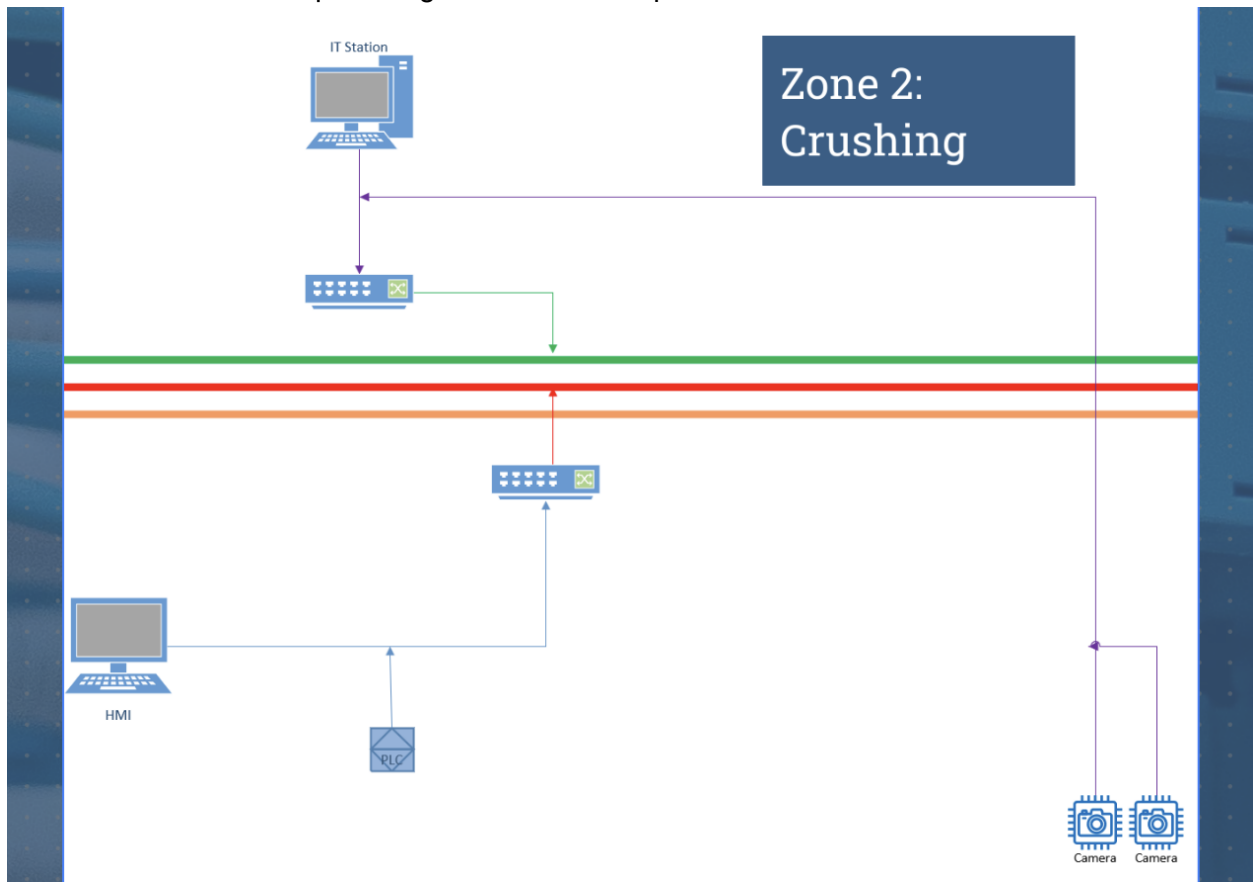 IT Station
Zone 2:
Crushing
HMI
PLC
Camera
Camera